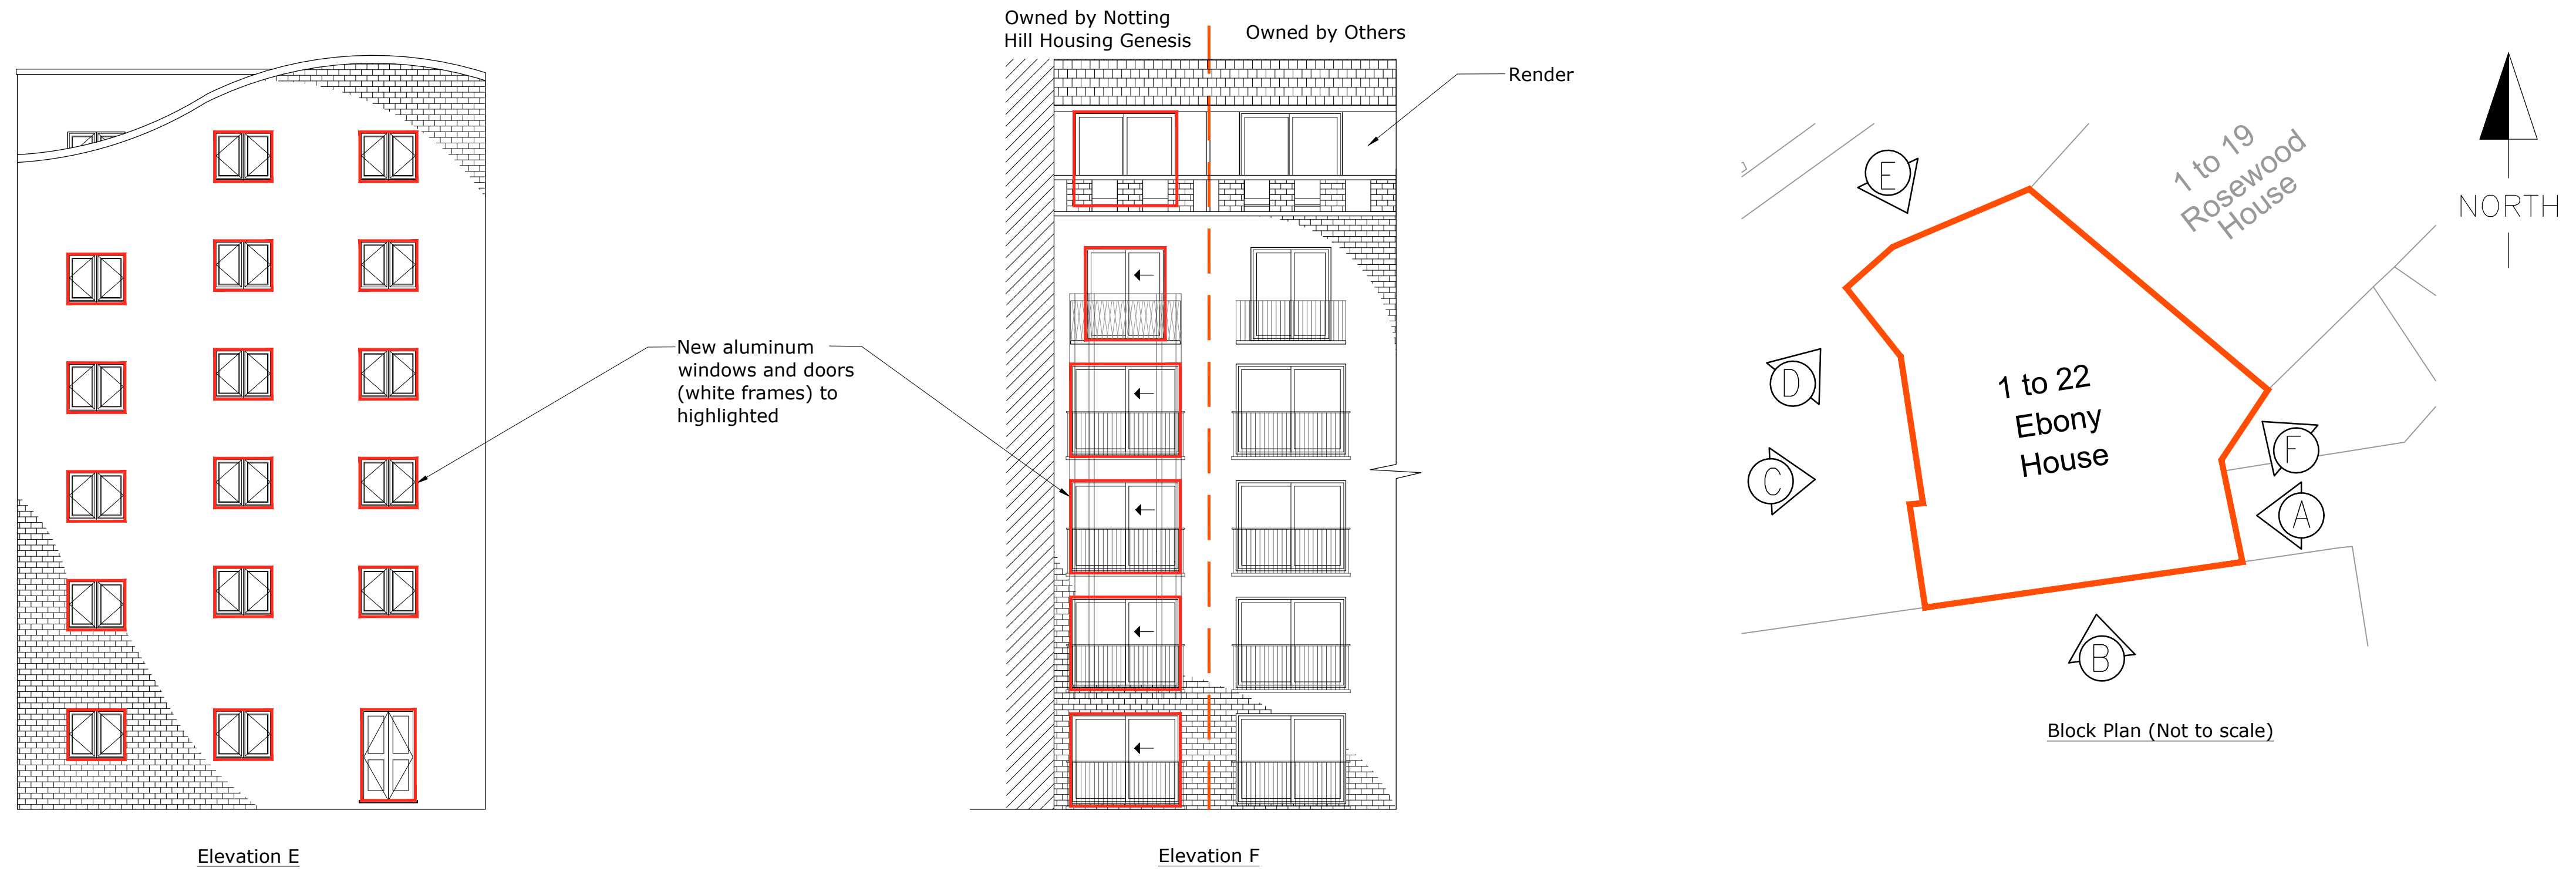 Owned by Notting
Hill Housing Genesis
Owned by Others
Render
New aluminum
windows and doors
(white frames) to
highlighted
Elevation E
Elevation F
E
D
C
B
F
A
1 to 19
Rosewood
House
1 to 22
Ebony
House
NORTH
Block Plan (Not to scale)